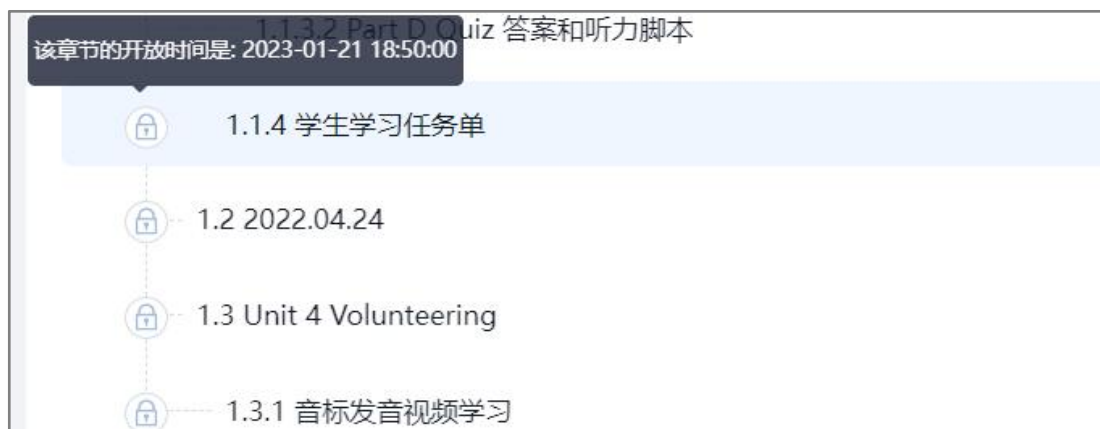 1.1.3.2 Part D Quiz 答案和听力脚本
该章节的开放时间是: 2023-01-21 18:50:00
1.1.4 学生学习任务单
1.2 2022.04.24
1.3 Unit 4 Volunteering
1.3.1 音标发音视频学习